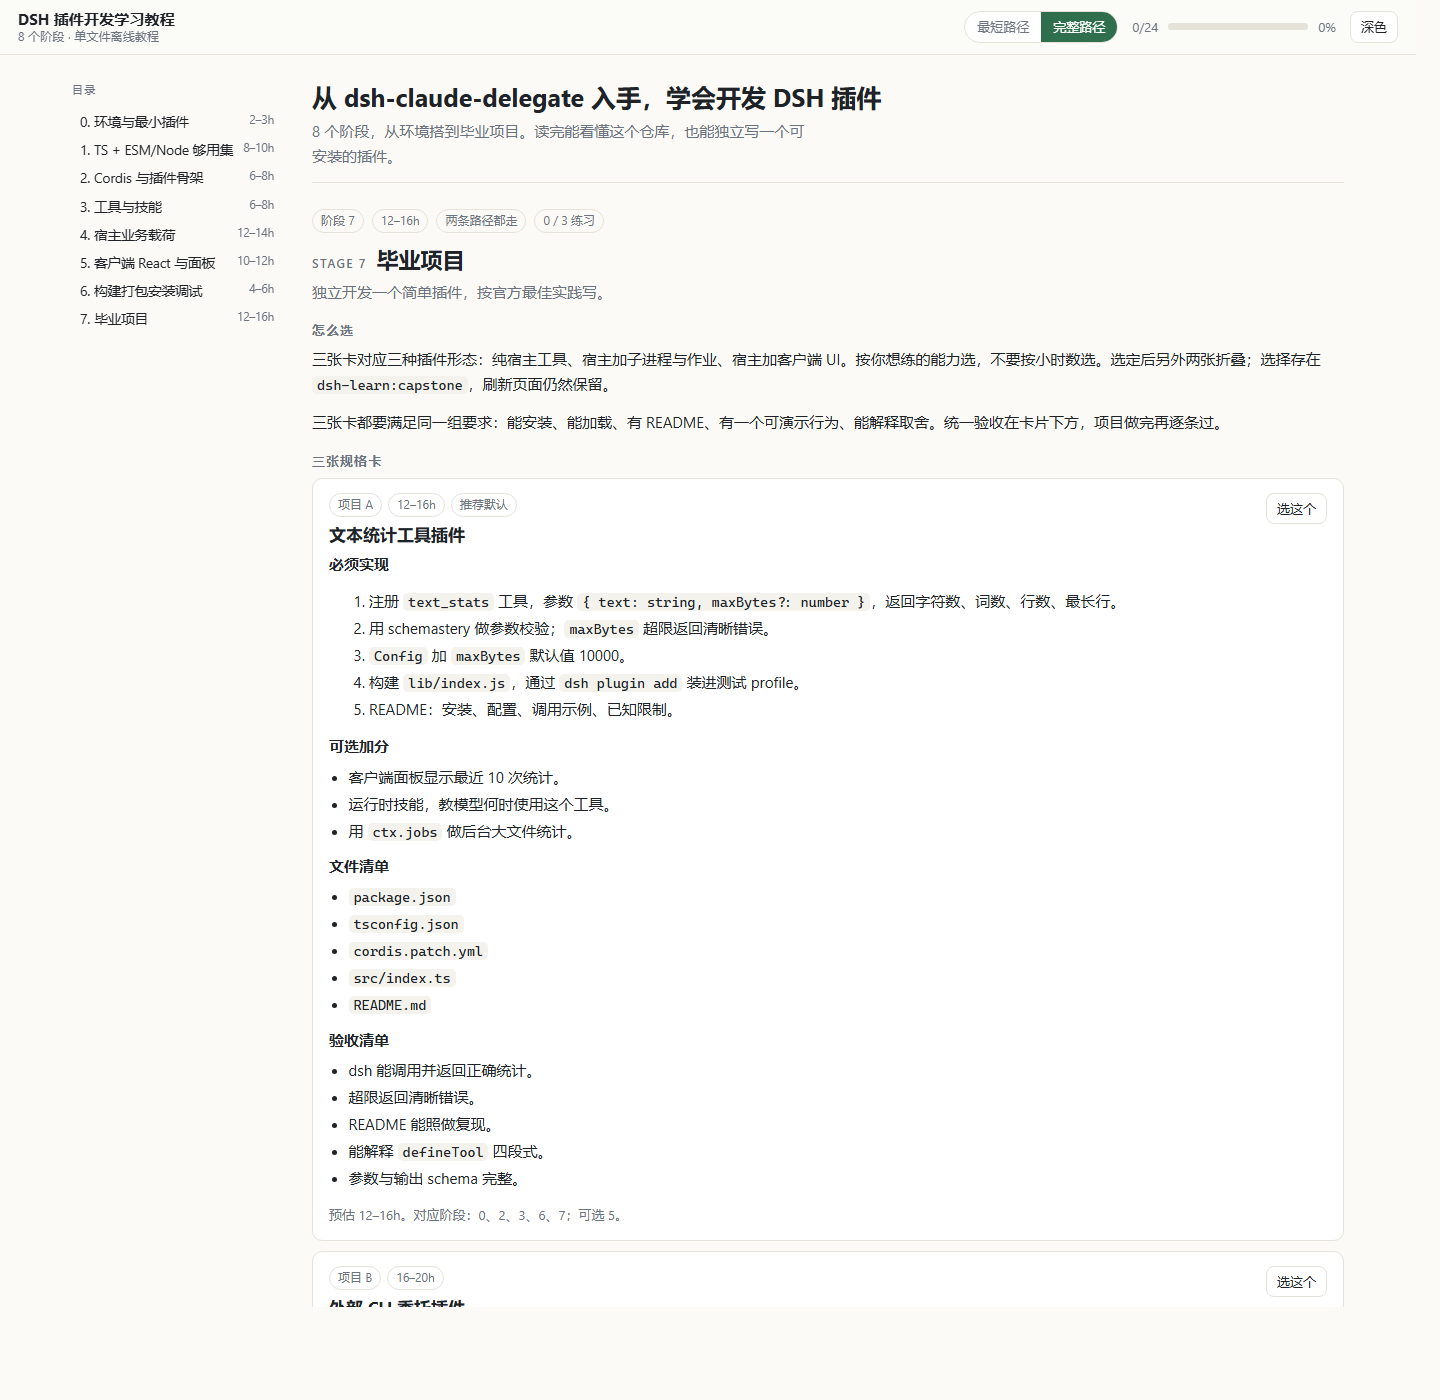 DSH 插件开发学习教程
8 个阶段 · 单文件离线教程
最短路径
完整路径
0/24
0%
深色
目录
0. 环境与最小插件 2–3h
1. TS + ESM/Node 够用集 8–10h
2. Cordis 与插件骨架 6–8h
3. 工具与技能 6–8h
4. 宿主业务载荷 12–14h
5. 客户端 React 与面板 10–12h
6. 构建打包安装调试 4–6h
7. 毕业项目 12–16h
从 dsh-claude-delegate 入手，学会开发 DSH 插件
8 个阶段，从环境搭到毕业项目。读完能看懂这个仓库，也能独立写一个可
安装的插件。
阶段 7
12–16h
两条路径都走
0 / 3 练习
STAGE 7 毕业项目
独立开发一个简单插件，按官方最佳实践写。
怎么选
三张卡对应三种插件形态：纯宿主工具、宿主加子进程与作业、宿主加客户端 UI。按你想练的能力选，不要按小时数选。选定后另外两张折叠；选择存在
dsh-learn:capstone，刷新页面仍然保留。
三张卡都要满足同一组要求：能安装、能加载、有 README、有一个可演示行为、能解释取舍。统一验收在卡片下方，项目做完再逐条过。
三张规格卡
项目 A
12–16h
推荐默认
选这个
文本统计工具插件
必须实现
1. 注册 text_stats 工具，参数 { text: string, maxBytes?: number }，返回字符数、词数、行数、最长行。
2. 用 schemastery 做参数校验；maxBytes 超限返回清晰错误。
3. Config 加 maxBytes 默认值 10000。
4. 构建 lib/index.js，通过 dsh plugin add 装进测试 profile。
5. README：安装、配置、调用示例、已知限制。
可选加分
• 客户端面板显示最近 10 次统计。
• 运行时技能，教模型何时使用这个工具。
• 用 ctx.jobs 做后台大文件统计。
文件清单
• package.json
• tsconfig.json
• cordis.patch.yml
• src/index.ts
• README.md
验收清单
• dsh 能调用并返回正确统计。
• 超限返回清晰错误。
• README 能照做复现。
• 能解释 defineTool 四段式。
• 参数与输出 schema 完整。
预估 12–16h。对应阶段：0、2、3、6、7；可选 5。
项目 B
16–20h
选这个
外部 CLI 委托插件